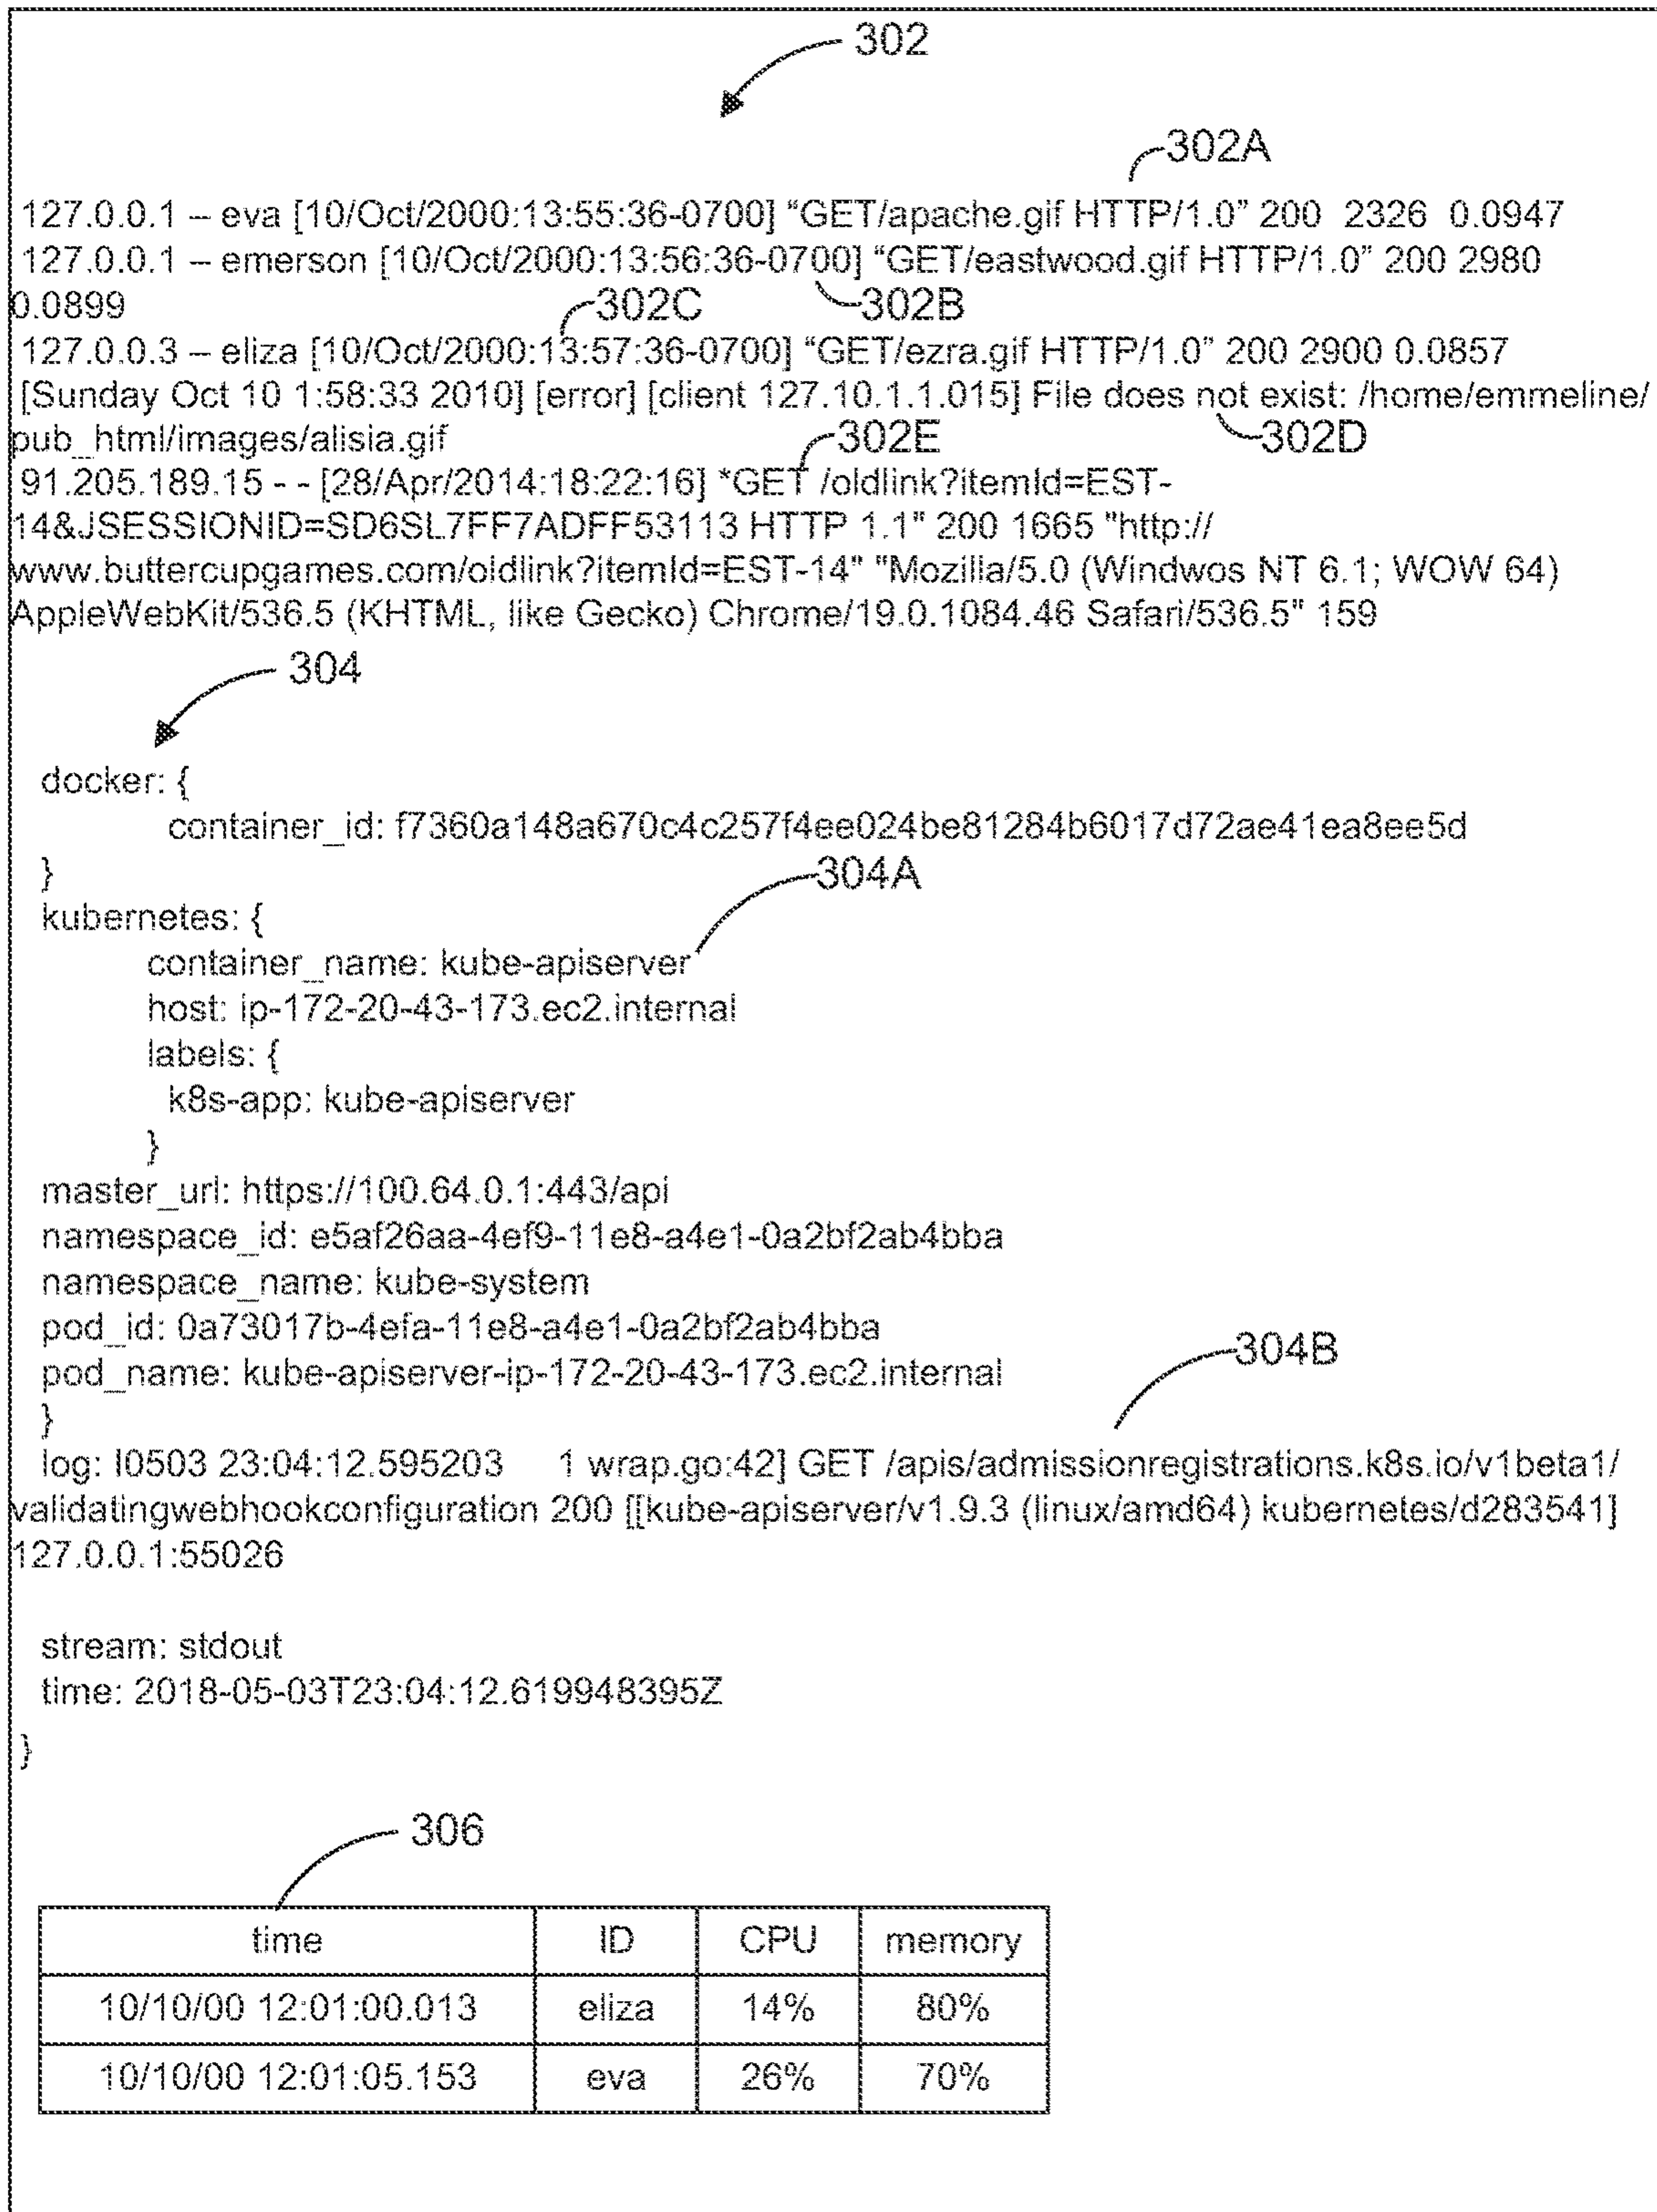 302
302A
127.0.0.1 – eva [10/Oct/2000:13:55:36-0700] “GET/apache.gif HTTP/1.0” 200 2326 0.0947
127.0.0.1 – emerson [10/Oct/2000:13:56:36-0700] “GET/eastwood.gif HTTP/1.0” 200 2980
0.0899
302C 302B
127.0.0.3 – eliza [10/Oct/2000:13:57:36-0700] “GET/ezra.gif HTTP/1.0” 200 2900 0.0857
[Sunday Oct 10 1:58:33 2010] [error] [client 127.10.1.1.015] File does not exist: /home/emmeline/
pub_html/images/alisia.gif
302E 302D
91.205.189.15 - - [28/Apr/2014:18:22:16] *GET /oldlink?itemId=EST-
14&JSESSIONID=SD6SL7FF7ADFF53113 HTTP 1.1" 200 1665 "http://
www.buttercupgames.com/oldlink?itemId=EST-14" "Mozilla/5.0 (Windwos NT 6.1; WOW 64)
AppleWebKit/536.5 (KHTML, like Gecko) Chrome/19.0.1084.46 Safari/536.5" 159
304
docker: {
container_id: f7360a148a670c4c257f4ee024be81284b6017d72ae41ea8ee5d
}
304A
kubernetes: {
container_name: kube-apiserver
host: ip-172-20-43-173.ec2.internal
labels: {
k8s-app: kube-apiserver
}
master_url: https://100.64.0.1:443/api
namespace_id: e5af26aa-4ef9-11e8-a4e1-0a2bf2ab4bba
namespace_name: kube-system
pod_id: 0a73017b-4efa-11e8-a4e1-0a2bf2ab4bba
304B
pod_name: kube-apiserver-ip-172-20-43-173.ec2.internal
}
log: I0503 23:04:12.595203 1 wrap.go:42] GET /apis/admissionregistrations.k8s.io/v1beta1/
validatingwebhookconfiguration 200 [[kube-apiserver/v1.9.3 (linux/amd64) kubernetes/d283541]
127.0.0.1:55026
stream: stdout
time: 2018-05-03T23:04:12.619948395Z
}
306
time ID CPU memory
10/10/00 12:01:00.013 eliza 14% 80%
10/10/00 12:01:05.153 eva 26% 70%